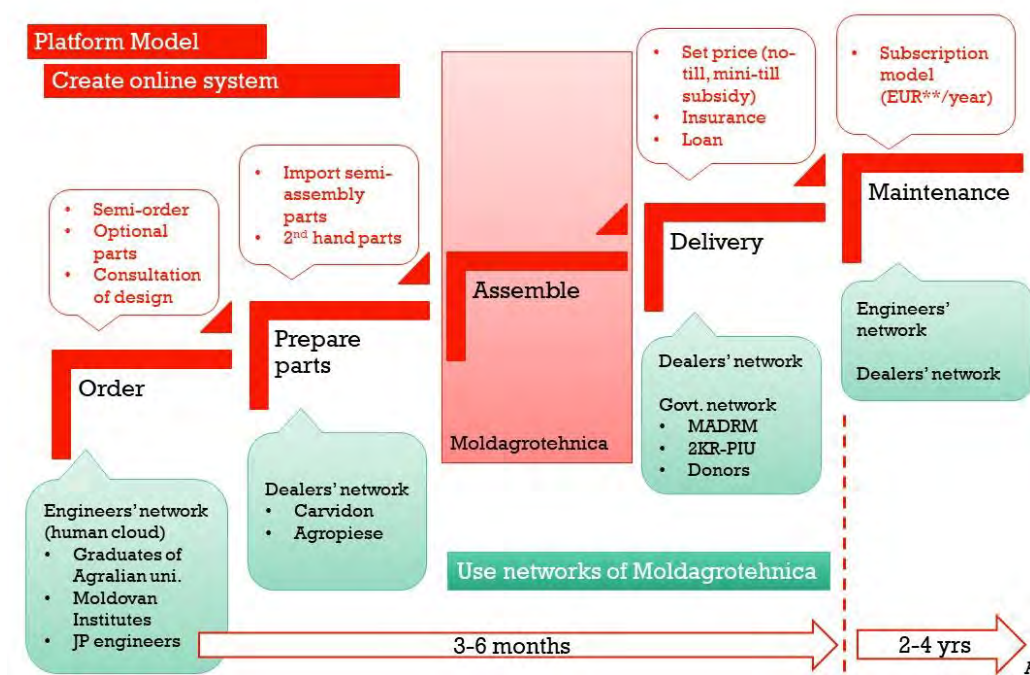 Platform Model
Create online system
• Semi-order
• Optional
parts
• Consultation
of design
Order
Engineers' network
(human cloud)
• Graduates of
Agralian uni.
• Moldovan
Institutes
• JP engineers
• Import semi-
assembly
parts
• 2nd hand parts
Prepare
parts
Dealers' network
• Carvidon
• Agropiese
Assemble
Moldagrotehnica
• Set price (no-
till, mini-till
subsidy)
• Insurance
• Loan
Delivery
Dealers' network
Govt. network
• MADRM
• 2KR-PIU
• Donors
• Subscription
model
(EUR**/year)
Maintenance
Engineers'
network
Dealers' network
Use networks of Moldagrotehnica
3-6 months
2-4 yrs